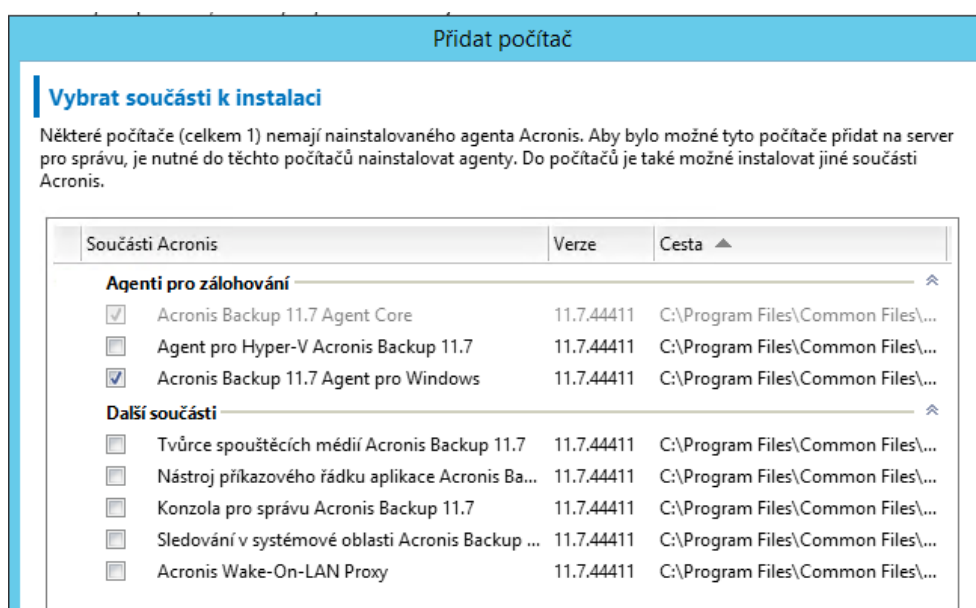 Přidat počítač
Vybrat součásti k instalaci
Některé počítače (celkem 1) nemají nainstalovaného agenta Acronis. Aby bylo možné tyto počítače přidat na server
pro správu, je nutné do těchto počítačů nainstalovat agenty. Do počítačů je také možné instalovat jiné součásti
Acronis.
Součásti Acronis Verze Cesta
Agenti pro zálohování
Acronis Backup 11.7 Agent Core 11.7.44411 C:\Program Files\Common Files\...
Agent pro Hyper-V Acronis Backup 11.7 11.7.44411 C:\Program Files\Common Files\...
Acronis Backup 11.7 Agent pro Windows 11.7.44411 C:\Program Files\Common Files\...
Další součásti
Tvůrce spouštěcích médií Acronis Backup 11.7 11.7.44411 C:\Program Files\Common Files\...
Nástroj příkazového řádku aplikace Acronis Ba... 11.7.44411 C:\Program Files\Common Files\...
Konzola pro správu Acronis Backup 11.7 11.7.44411 C:\Program Files\Common Files\...
Sledování v systémové oblasti Acronis Backup ... 11.7.44411 C:\Program Files\Common Files\...
Acronis Wake-On-LAN Proxy 11.7.44411 C:\Program Files\Common Files\...